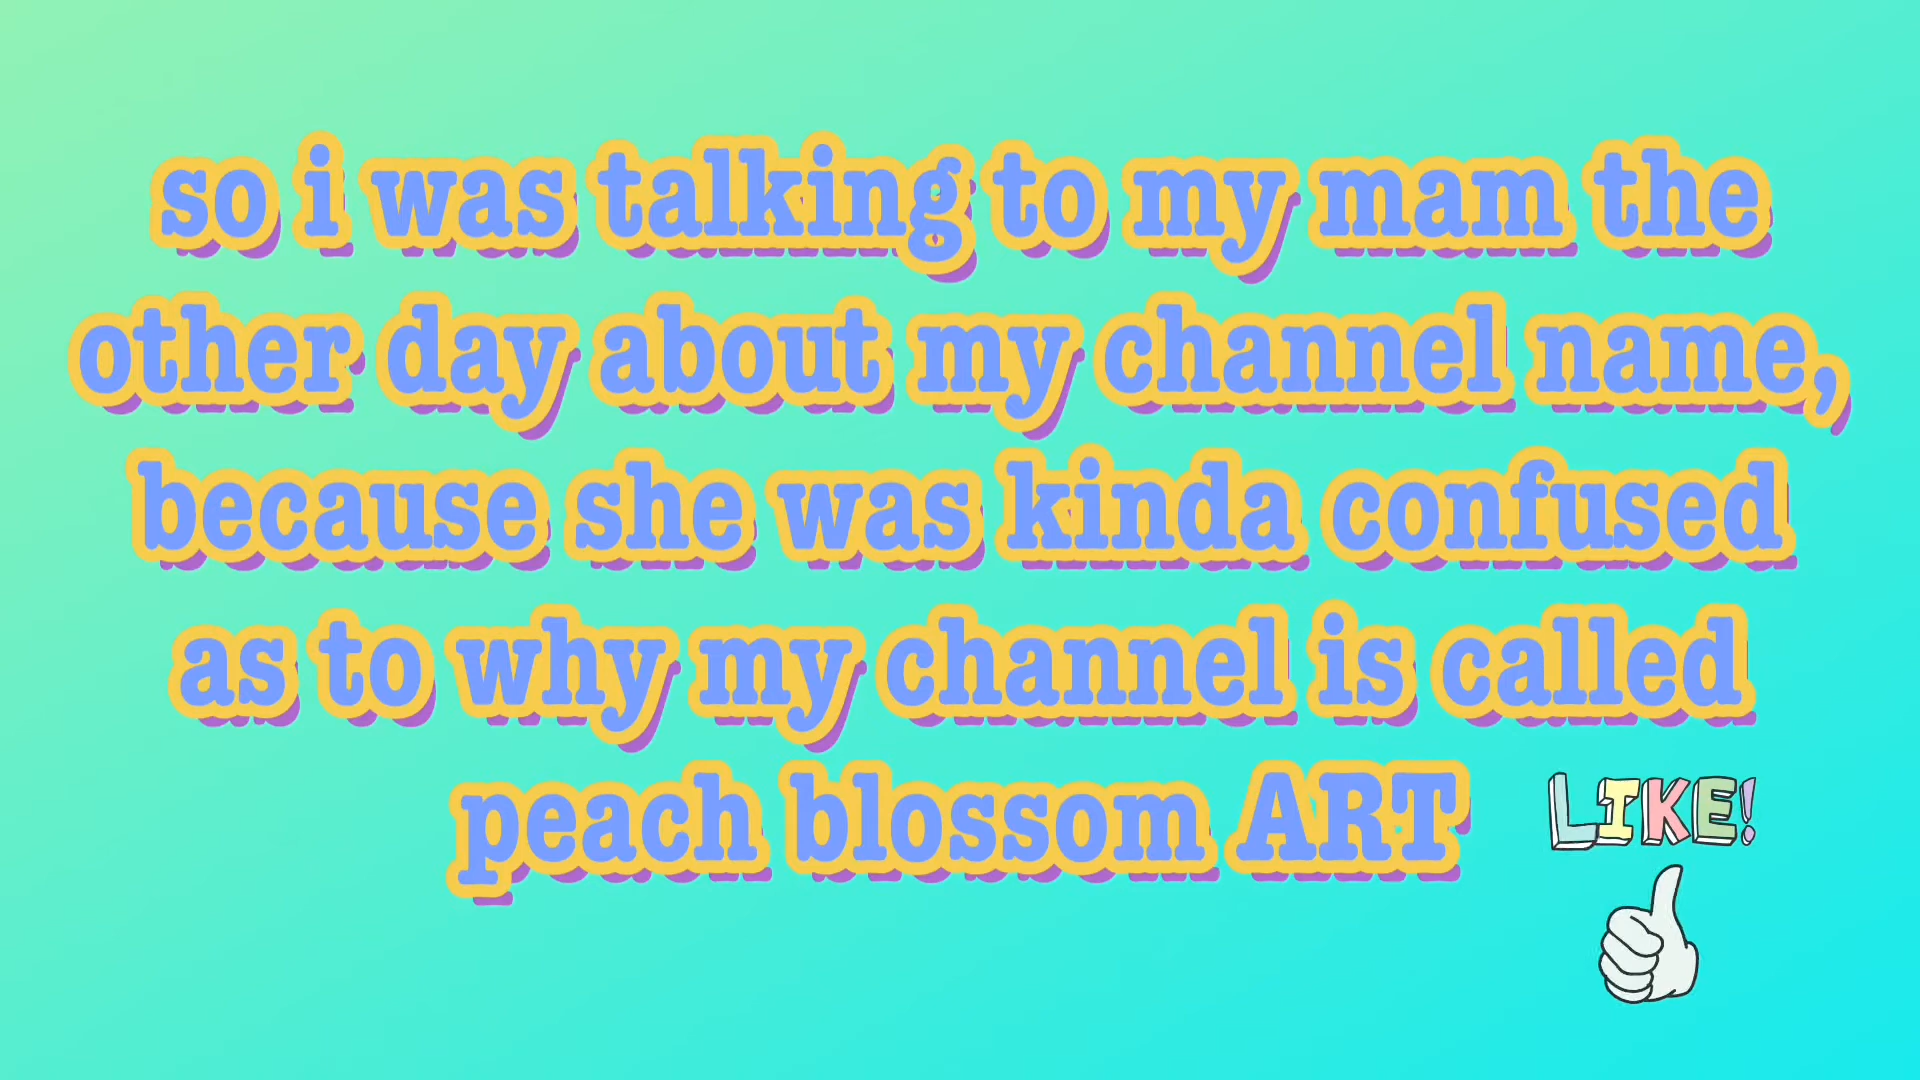 so i was talking to my mam the
other day about my channel name,
because she was kinda confused
as to why my channel is called
peach blossom ART
LIKE!